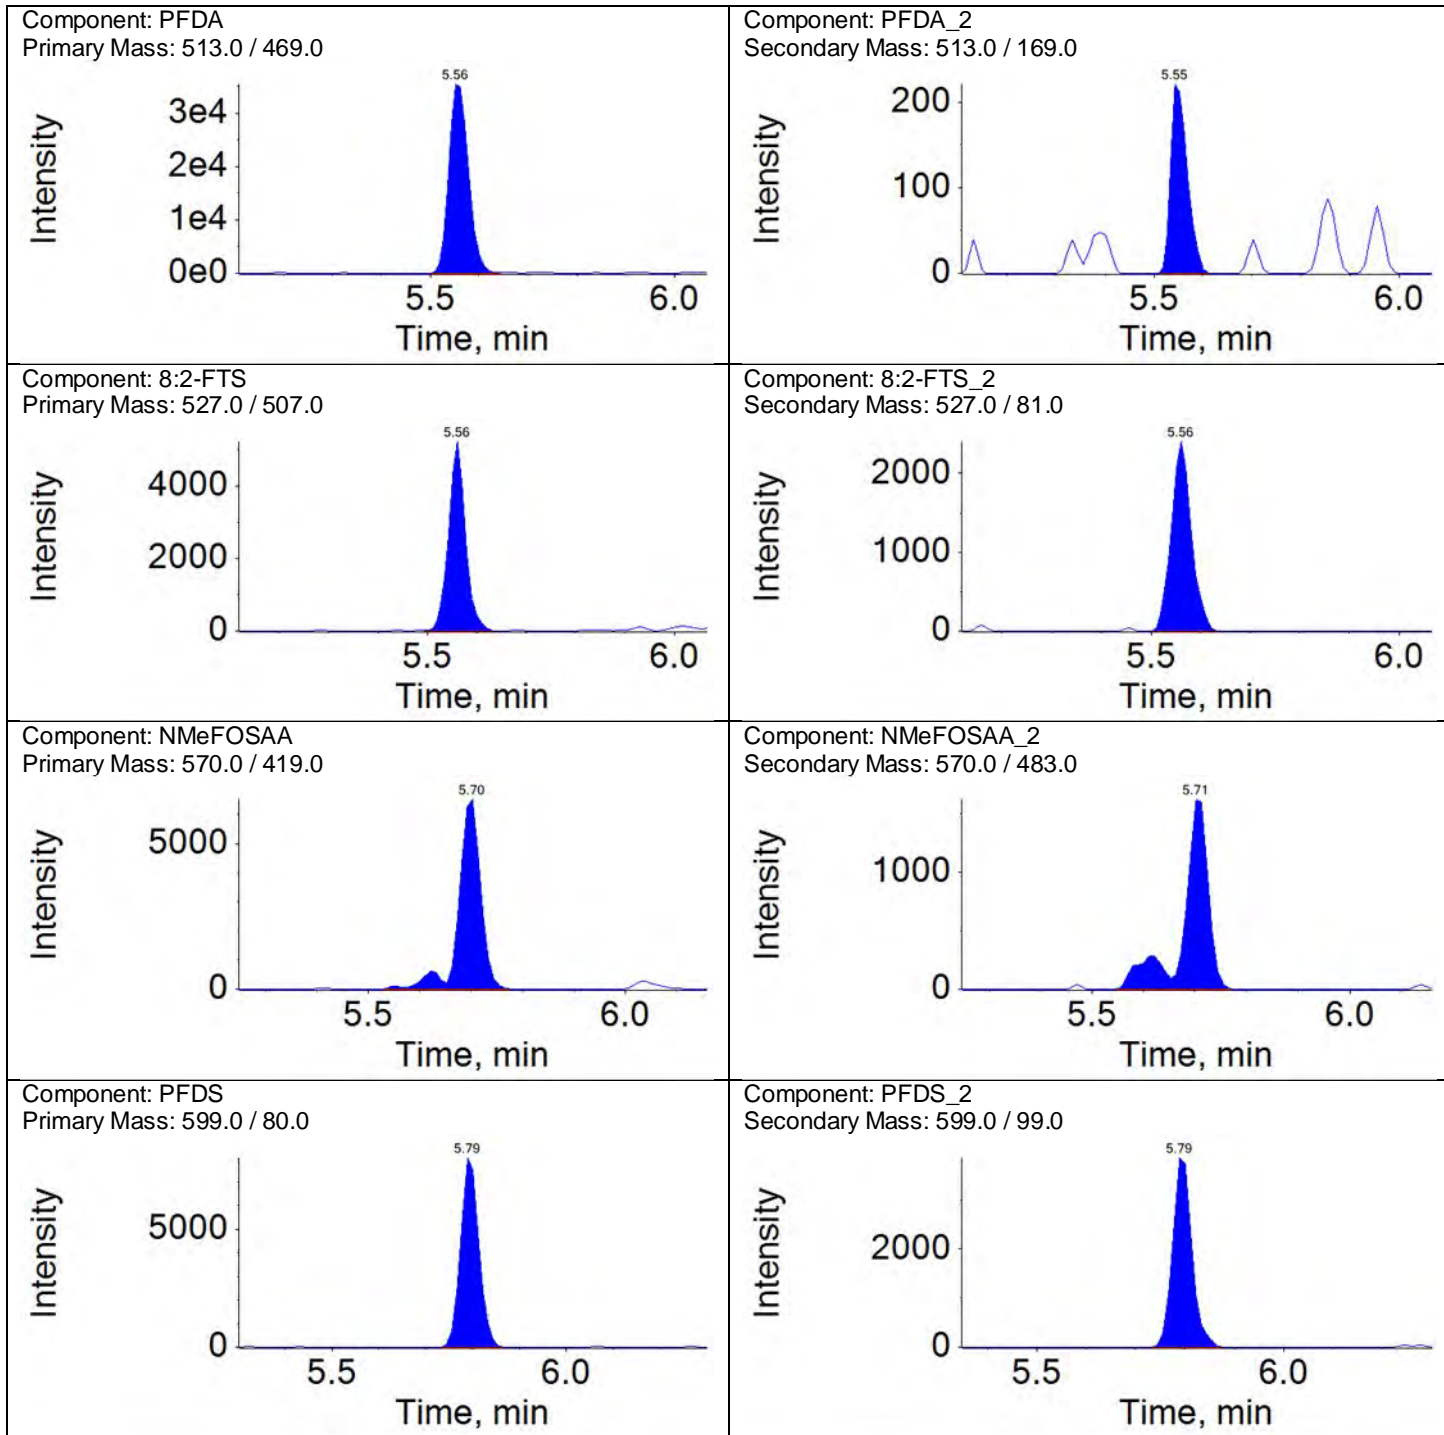 Component: PFDA
Primary Mass: 513.0 / 469.0
5.56
3e4
2e4
1e4
0e0
Intensity
5.5
6.0
Time, min
Component: PFDA_2
Secondary Mass: 513.0 / 169.0
5.55
200
100
0
Intensity
5.5
6.0
Time, min
Component: 8:2-FTS
Primary Mass: 527.0 / 507.0
5.56
4000
2000
0
Intensity
5.5
6.0
Time, min
Component: 8:2-FTS_2
Secondary Mass: 527.0 / 81.0
5.56
2000
1000
0
Intensity
5.5
6.0
Time, min
Component: NMeFOSAA
Primary Mass: 570.0 / 419.0
5.70
5000
0
Intensity
5.5
6.0
Time, min
Component: NMeFOSAA_2
Secondary Mass: 570.0 / 483.0
5.71
1000
0
Intensity
5.5
6.0
Time, min
Component: PFDS
Primary Mass: 599.0 / 80.0
5.79
5000
0
Intensity
5.5
6.0
Time, min
Component: PFDS_2
Secondary Mass: 599.0 / 99.0
5.79
2000
0
Intensity
5.5
6.0
Time, min